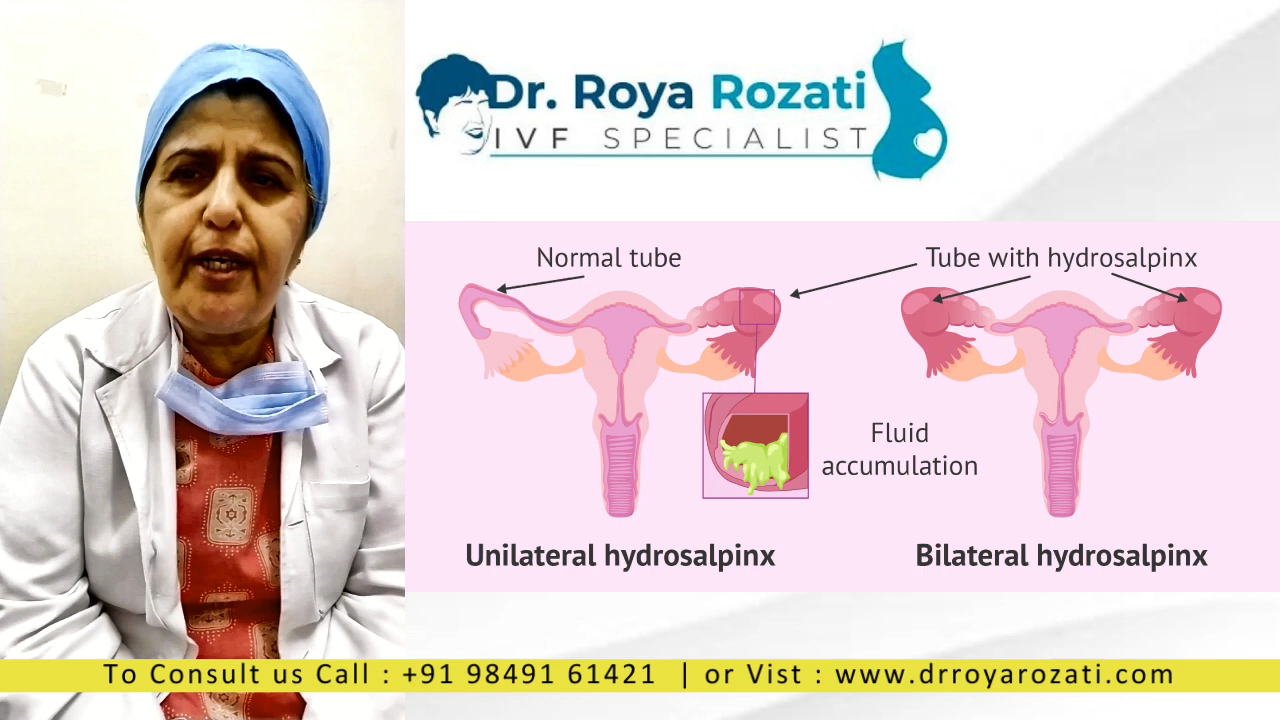 Dr. Roya Rozati
IVF SPECIALIST
Normal tube
Tube with hydrosalpinx
Fluid
accumulation
Unilateral hydrosalpinx
Bilateral hydrosalpinx
To Consult us Call : +91 98491 61421 | or Vist : www.drroyarozati.com